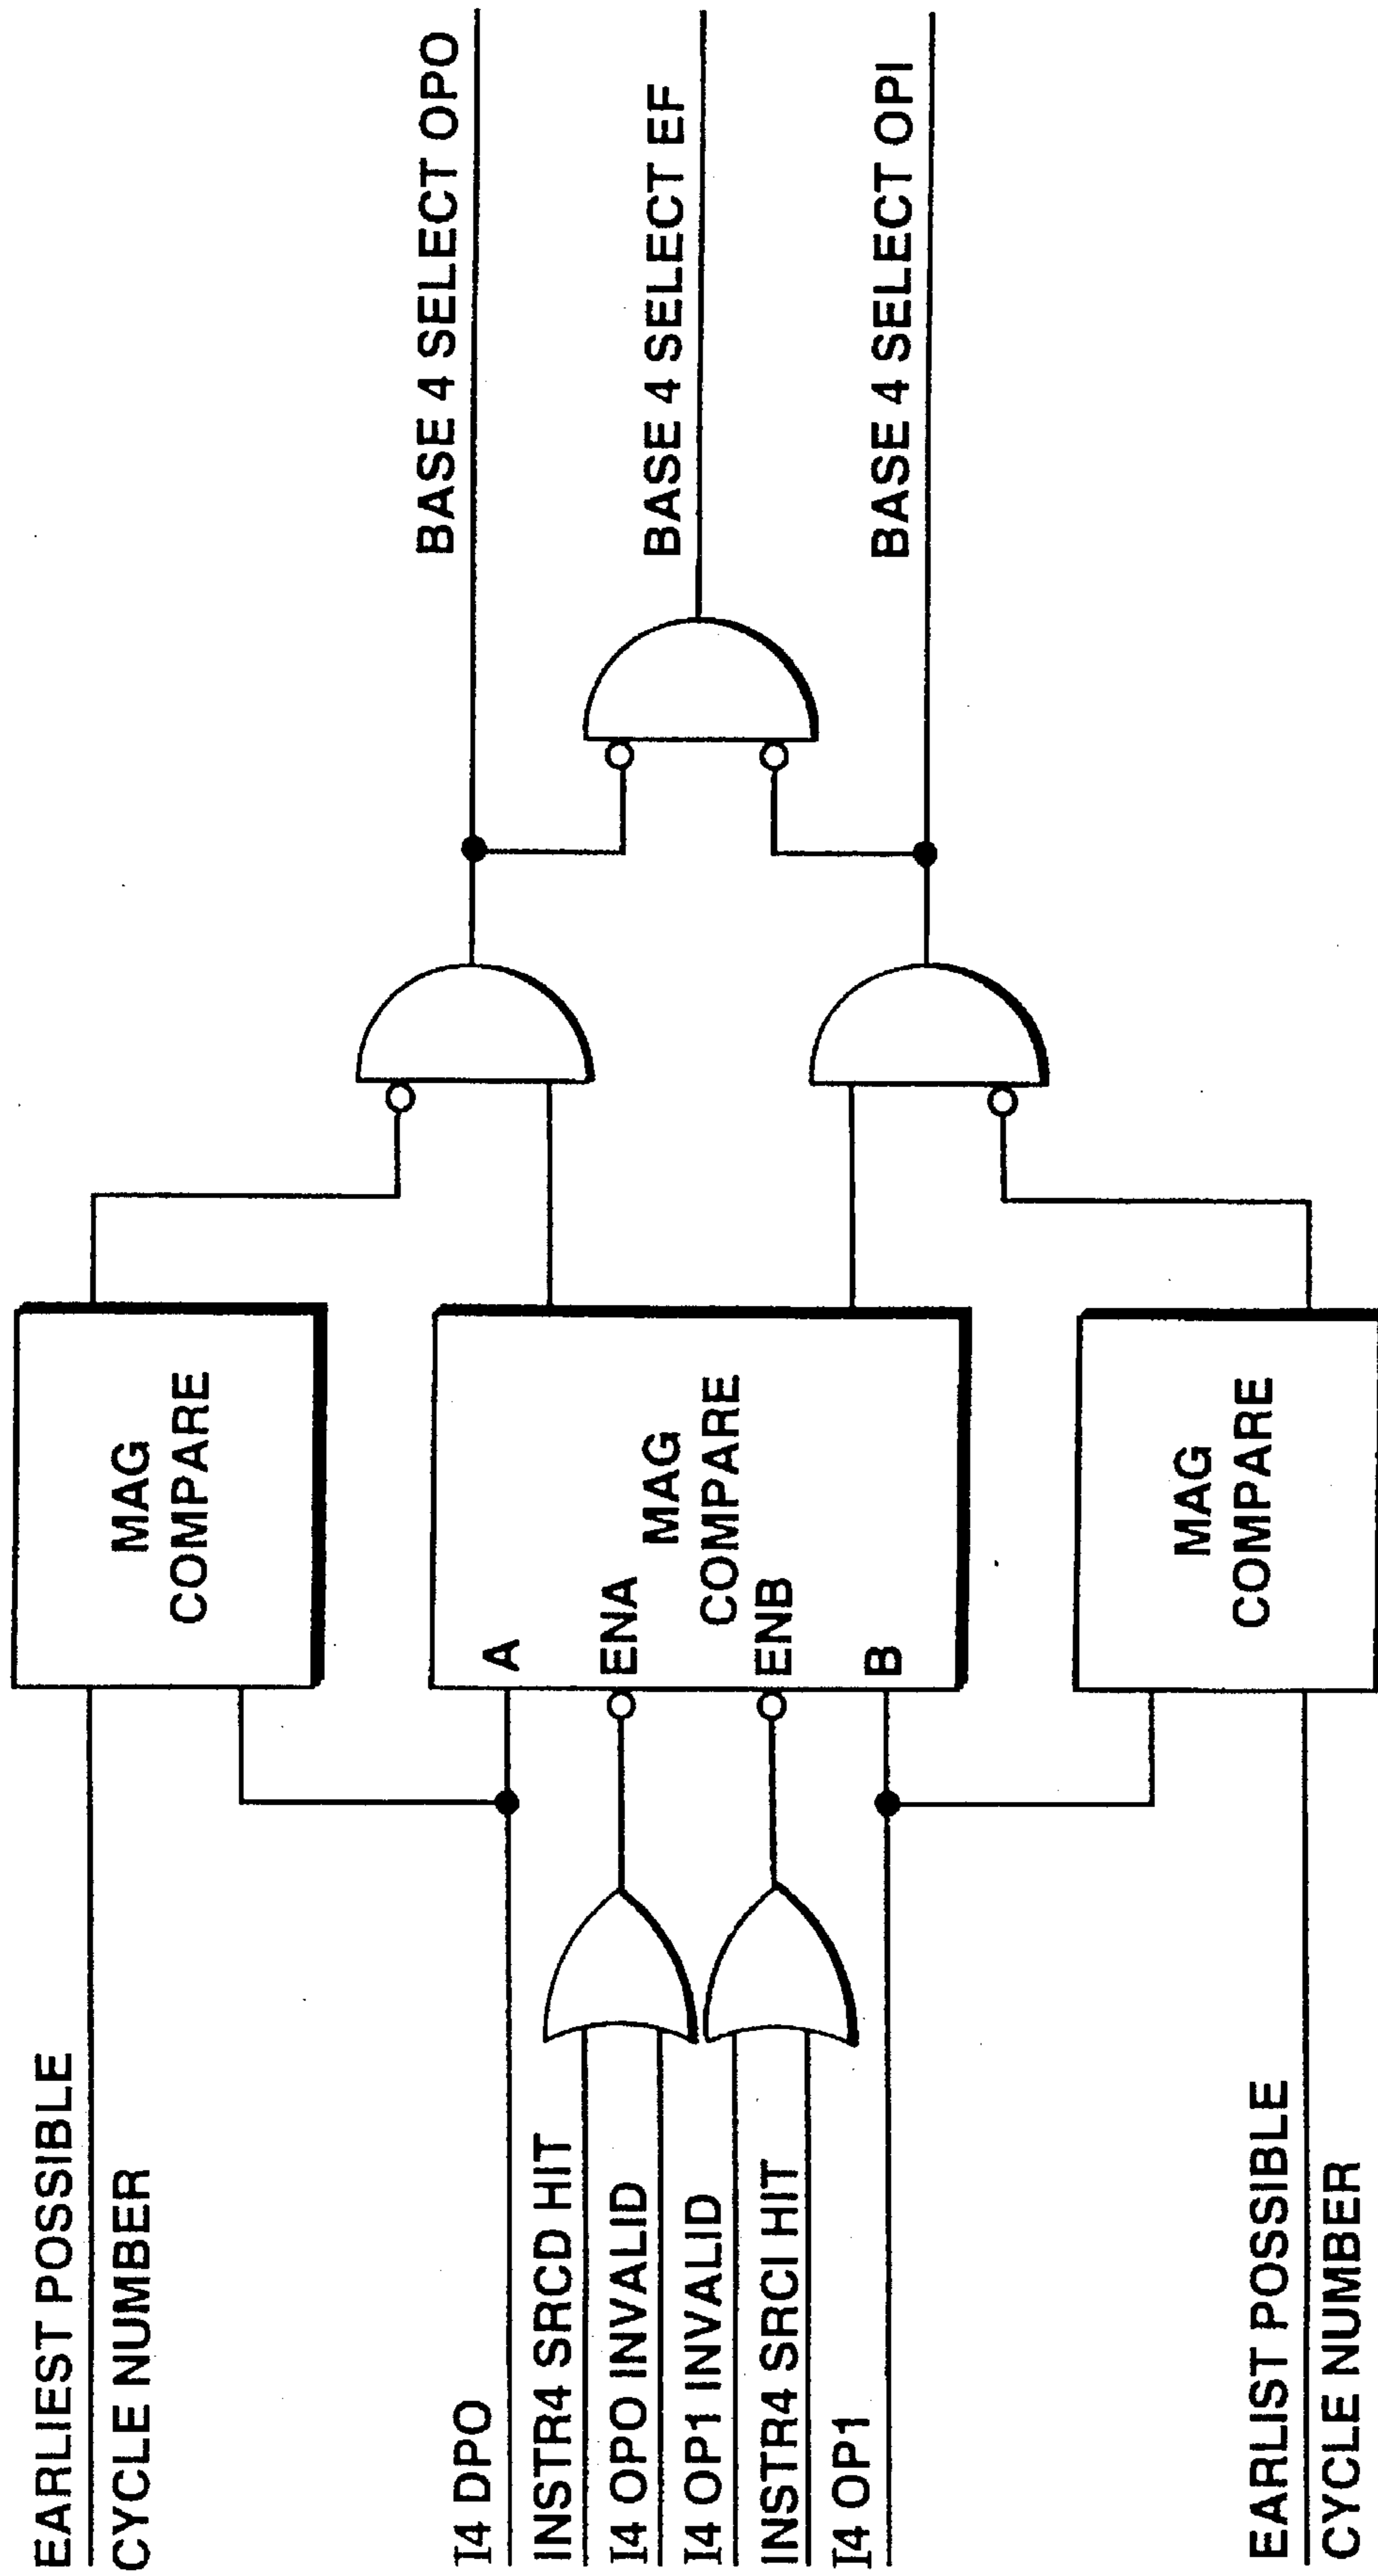 EARLIEST POSSIBLE
CYCLE NUMBER
I4 DPO
INSTR4 SRCD HIT
I4 OPO INVALID
I4 OP1 INVALID
INSTR4 SRCI HIT
I4 OP1
EARLIST POSSIBLE
CYCLE NUMBER
MAG
COMPARE
A
ENA
MAG
COMPARE
ENB
B
MAG
COMPARE
BASE 4 SELECT OPO
BASE 4 SELECT EF
BASE 4 SELECT OPI